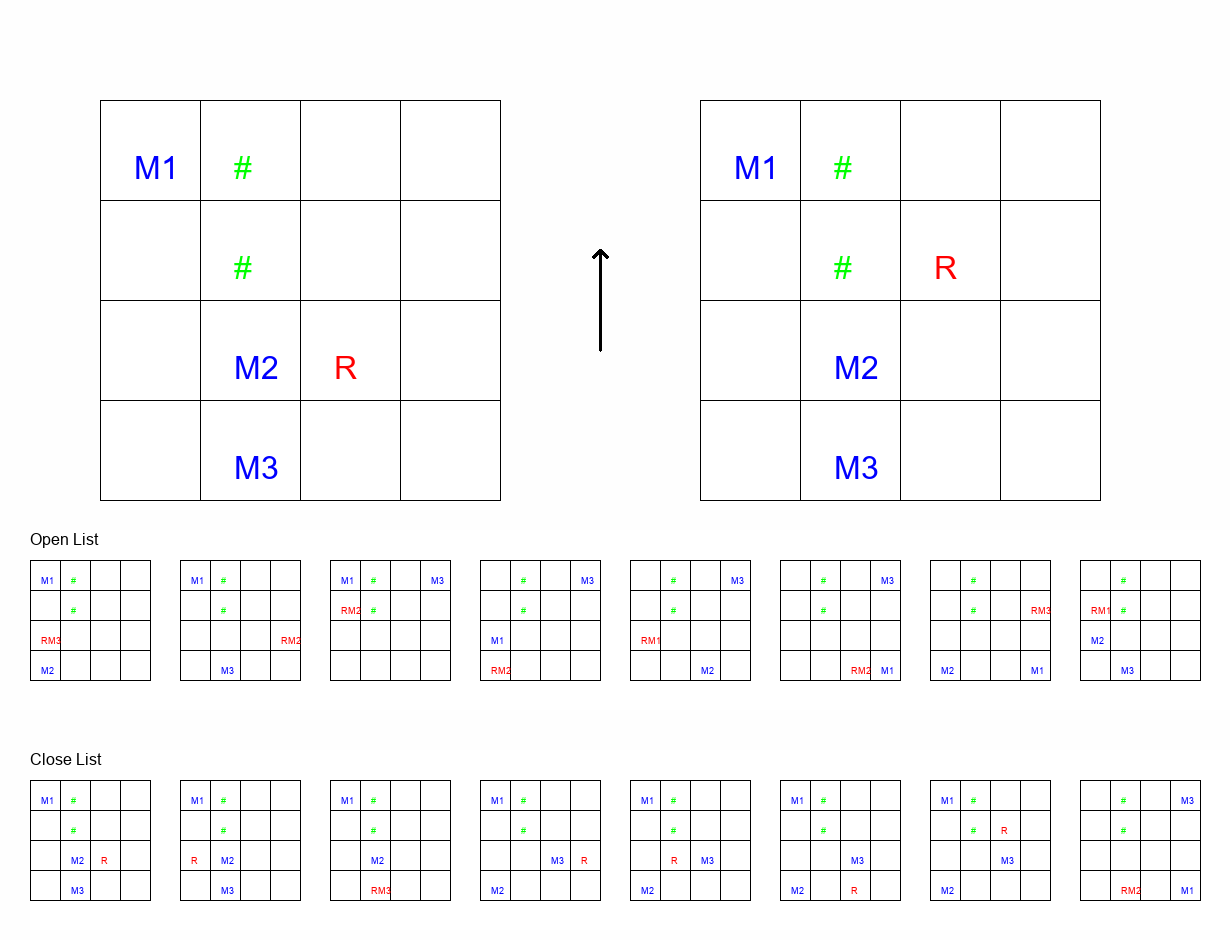 M1 # M1 #
# # R
M2 R M2
M3 M3
Open List
M1 # M1 # M1 # M3 # M3 # M3 # M3 # #
# # RM2 # # # # # RM3 RM1 #
RM3 RM2 M1 RM1 M2
M2 M3 RM2 M2 RM2 M1 M2 M1 M3
Close List
M1 # M1 # M1 # M1 # M1 # M1 # M1 # # M3
# # # # # # # R #
M2 R R M2 M2 M3 R R M3 M3 M3
M3 M3 RM3 M2 M2 M2 R M2 RM2 M1